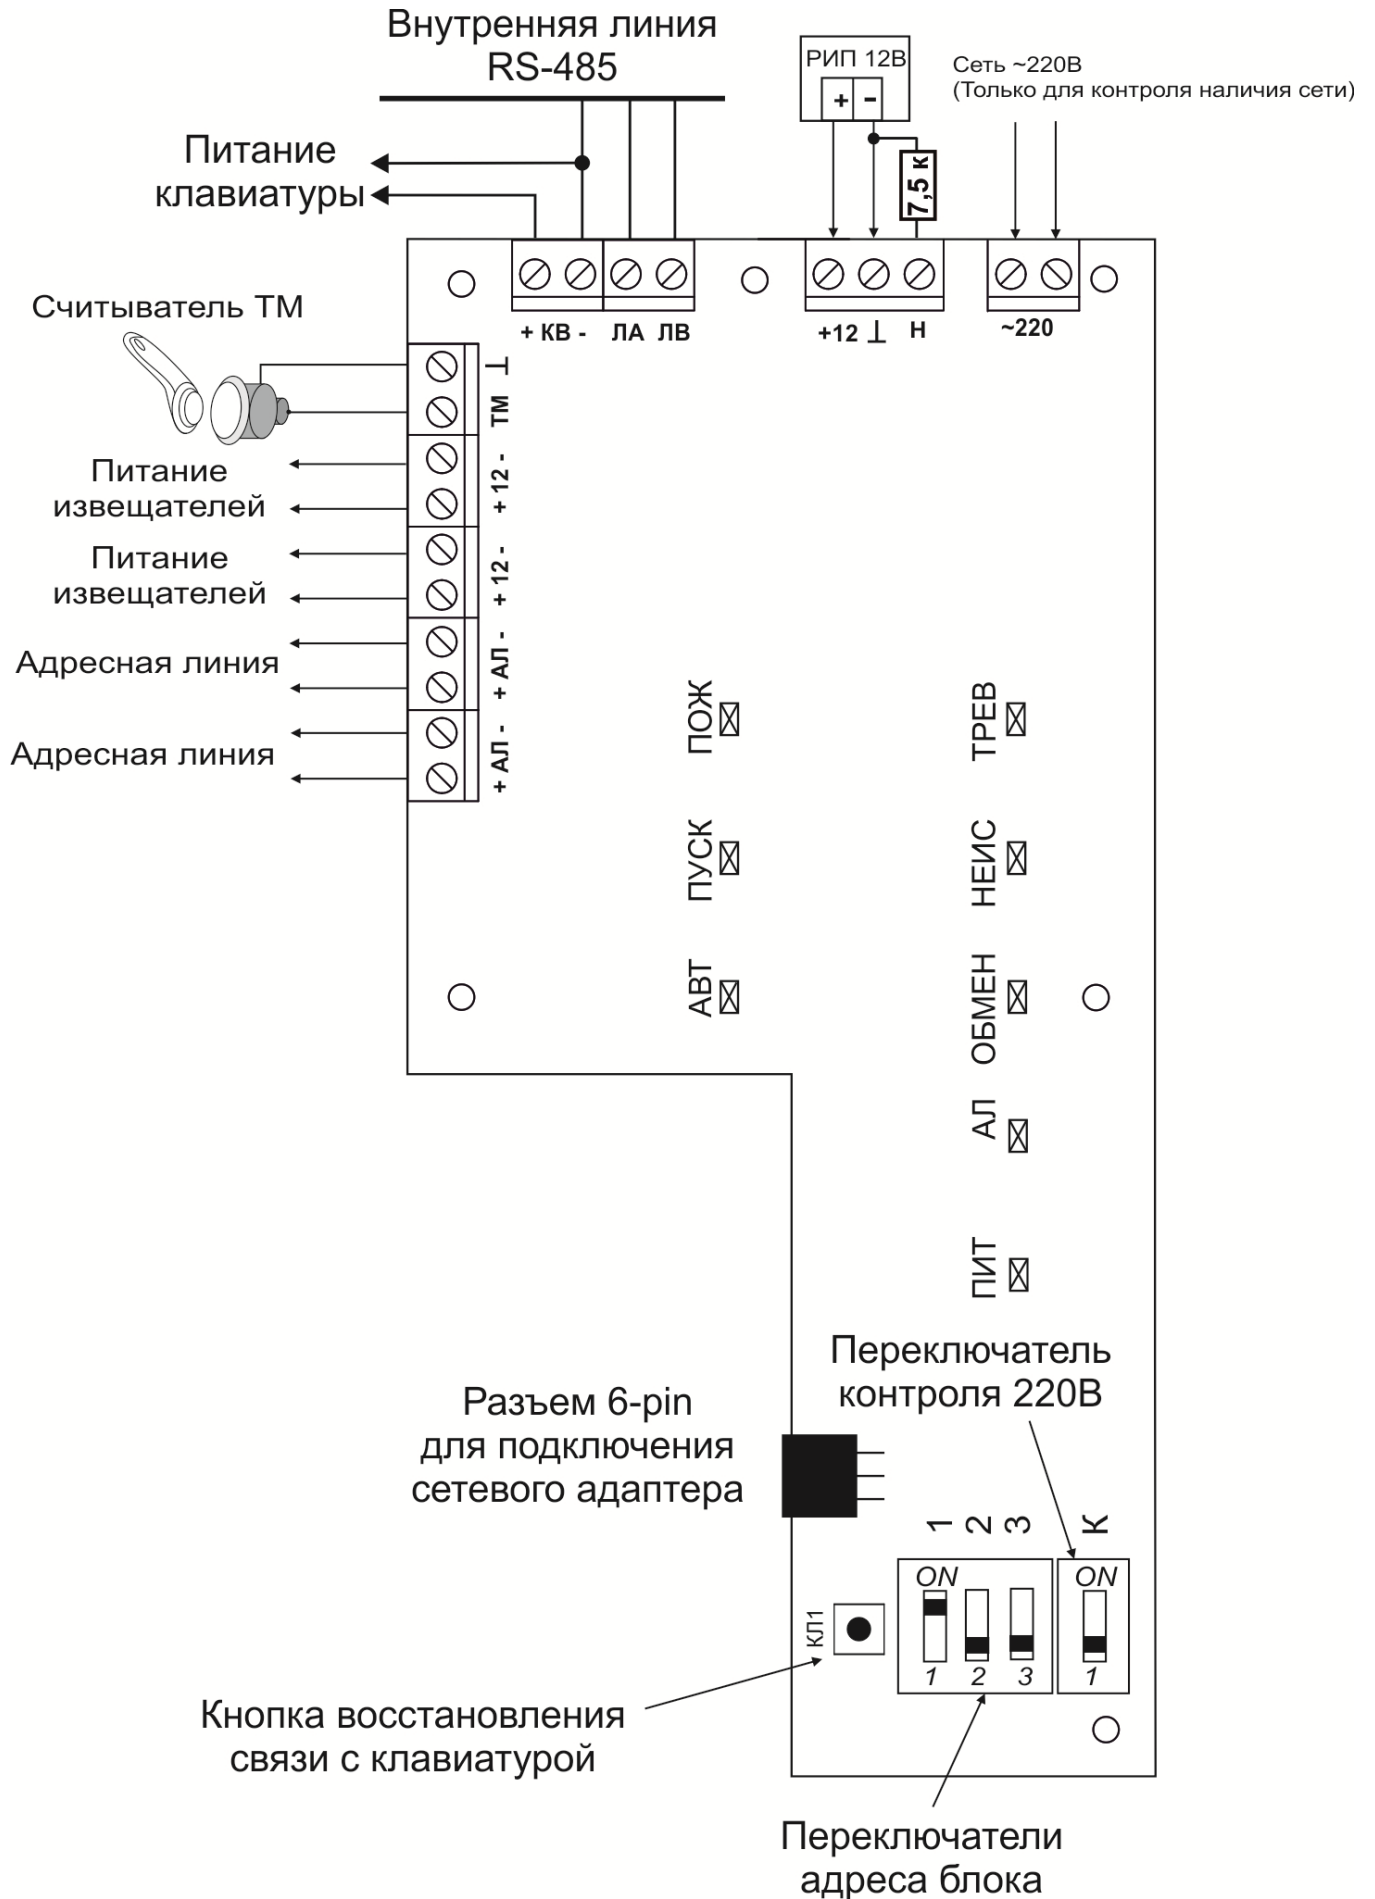 Внутренняя линия
RS-485
РИП 12В
+ -
Сеть ~220В
(Только для контроля наличия сети)
Питание
клавиатуры
7,5 к
+ КВ - ЛА ЛВ
+12 ⊥ Н
~220
Считыватель ТМ
⊥
ТМ
+ 12 -
+ 12 -
+ АЛ -
+ АЛ -
Питание
извещателей
Питание
извещателей
Адресная линия
Адресная линия
ПОЖ
ТРЕВ
ПУСК
НЕИС
АВТ
ОБМЕН
АЛ
ПИТ
Переключатель
контроля 220В
Разъем 6-pin
для подключения
сетевого адаптера
1 2 3 К
ON ON
КЛ1
1 2 3 1
Кнопка восстановления
связи с клавиатурой
Переключатели
адреса блока